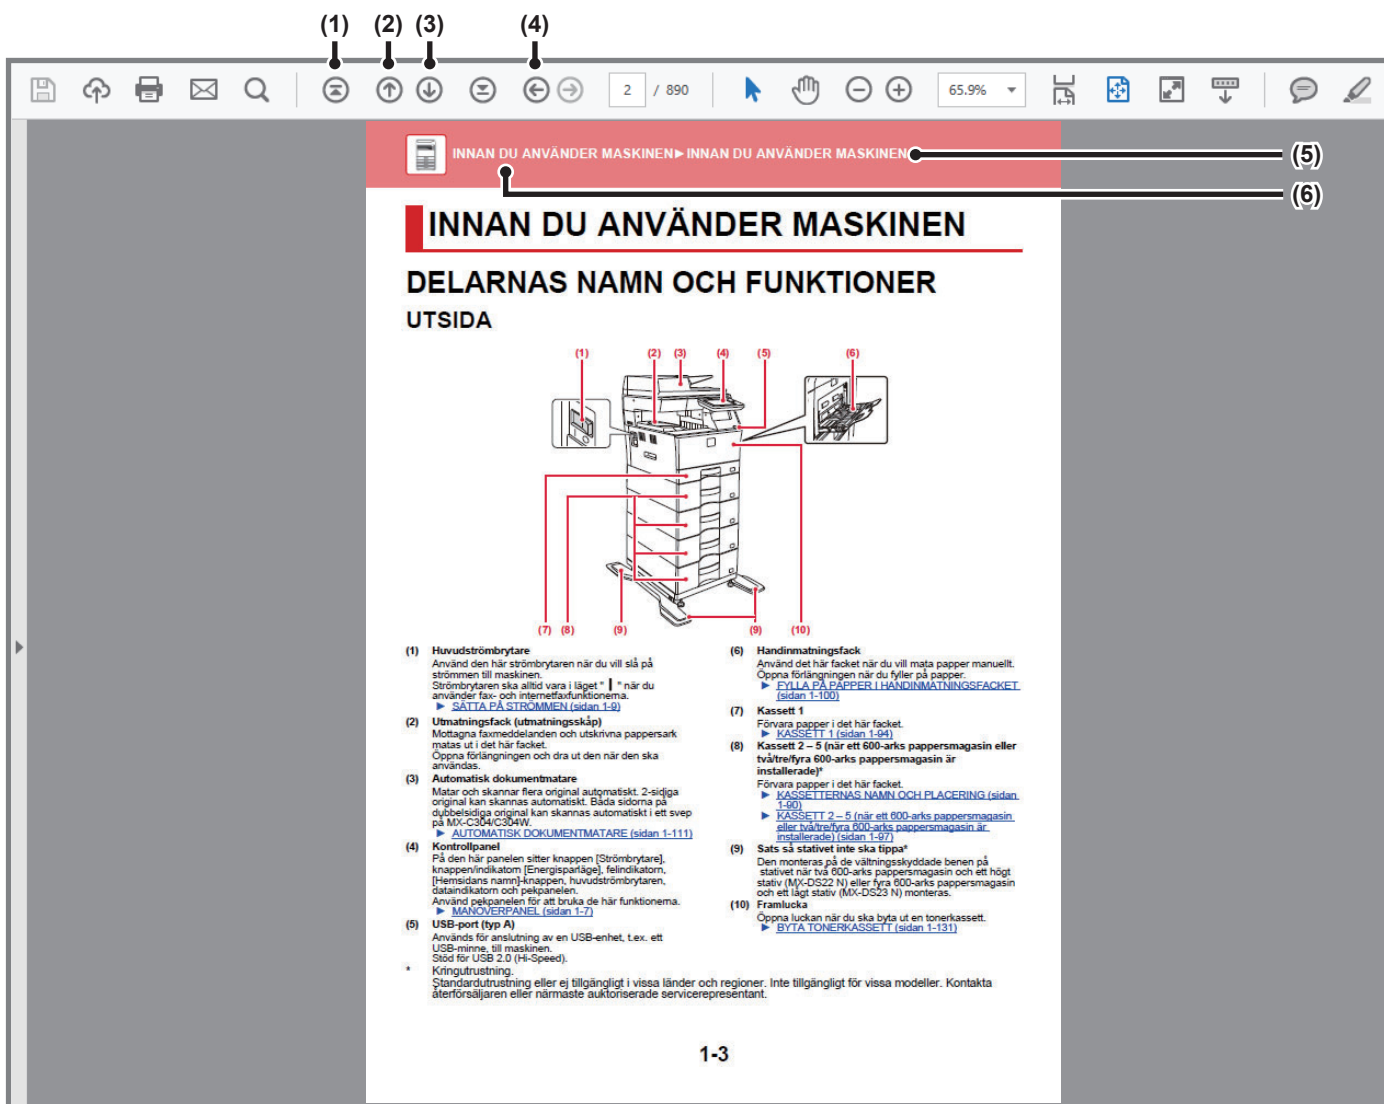 (1) (2) (3) (4)
2 / 890 65.9%
INNAN DU ANVÄNDER MASKINEN►INNAN DU ANVÄNDER MASKINEN
(5)
(6)
INNAN DU ANVÄNDER MASKINEN
DELARNAS NAMN OCH FUNKTIONER
UTSIDA
(1) (2) (3) (4) (5) (6)
(7) (8) (9) (9) (10)
(1) Huvudströmbrytare
Använd den här strömbrytaren när du vill slå på
strömmen till maskinen.
Strömbrytaren ska alltid vara i läget " | " när du
använder fax- och internetfaxfunktionerna.
► SÄTTA PÅ STRÖMMEN (sidan 1-9)
(2) Utmatningsfack (utmatningsskåp)
Mottagna faxmeddelanden och utskrivna pappersark
matas ut i det här facket.
Öppna förlängningen och dra ut den när den ska
användas.
(3) Automatisk dokumentmatare
Matar och skannar flera original automatiskt. 2-sidiga
original kan skannas automatiskt. Båda sidorna på
dubbelsidiga original kan skannas automatiskt i ett svep
på MX-C304/C304W.
► AUTOMATISK DOKUMENTMATARE (sidan 1-111)
(4) Kontrollpanel
På den här panelen sitter knappen [Strömbrytare],
knappen/indikatorn [Energisparläge], felindikatorn,
[Hemsidans namn]-knappen, huvudströmbrytaren,
dataindikatorn och pekpanelen.
Använd pekpanelen för att bruka de här funktionerna.
► MANÖVERPANEL (sidan 1-7)
(5) USB-port (typ A)
Används för anslutning av en USB-enhet, t.ex. ett
USB-minne, till maskinen.
Stöd för USB 2.0 (Hi-Speed).
(6) Handinmatningsfack
Använd det här facket när du vill mata papper manuellt.
Öppna förlängningen när du fyller på papper.
► FYLLA PÅ PAPPER I HANDINMATNINGSFACKET
(sidan 1-100)
(7) Kassett 1
Förvara papper i det här facket.
► KASSETT 1 (sidan 1-94)
(8) Kassett 2 – 5 (när ett 600-arks pappersmagasin eller
två/tre/fyra 600-arks pappersmagasin är
installerade)*
Förvara papper i det här facket.
► KASSETTERNAS NAMN OCH PLACERING (sidan
1-90)
► KASSETT 2 – 5 (när ett 600-arks pappersmagasin
eller två/tre/fyra 600-arks pappersmagasin är
installerade) (sidan 1-97)
(9) Sats så stativet inte ska tippa*
Den monteras på de vältningsskyddade benen på
stativet när två 600-arks pappersmagasin och ett högt
stativ (MX-DS22 N) eller fyra 600-arks pappersmagasin
och ett lågt stativ (MX-DS23 N) monteras.
(10) Framlucka
Öppna luckan när du ska byta ut en tonerkassett.
► BYTA TONERKASSETT (sidan 1-131)
* Kringutrustning.
Standardutrustning eller ej tillgängligt i vissa länder och regioner. Inte tillgängligt för vissa modeller. Kontakta
återförsäljaren eller närmaste auktoriserade servicerepresentant.
1-3